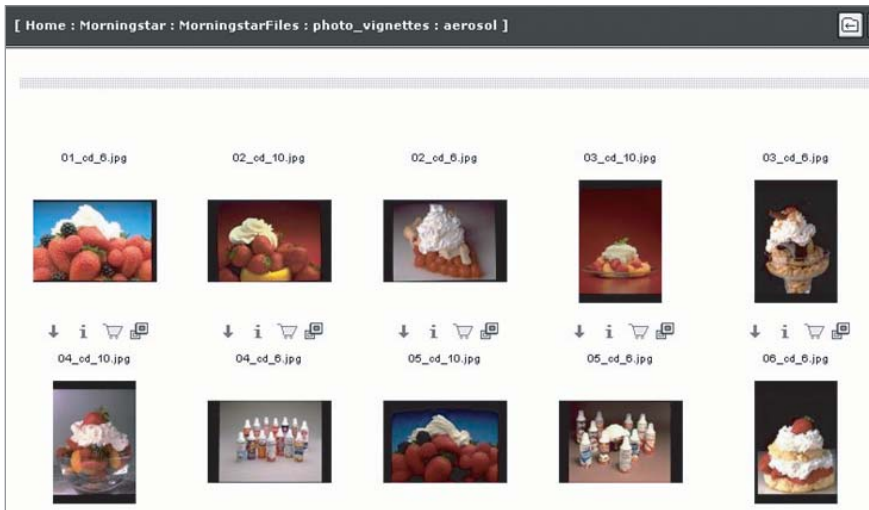 [ Home : Morningstar : MorningstarFiles : photo_vignettes : aerosol ]
01_cd_6.jpg
02_cd_10.jpg
02_cd_6.jpg
03_cd_10.jpg
03_cd_6.jpg
04_cd_10.jpg
04_cd_6.jpg
05_cd_10.jpg
05_cd_6.jpg
06_cd_6.jpg